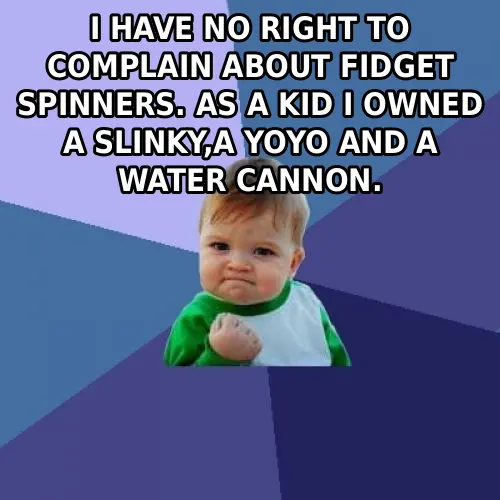 I HAVE NO RIGHT TO
COMPLAIN ABOUT FIDGET
SPINNERS. AS A KID I OWNED
A SLINKY,A YOYO AND A
WATER CANNON.